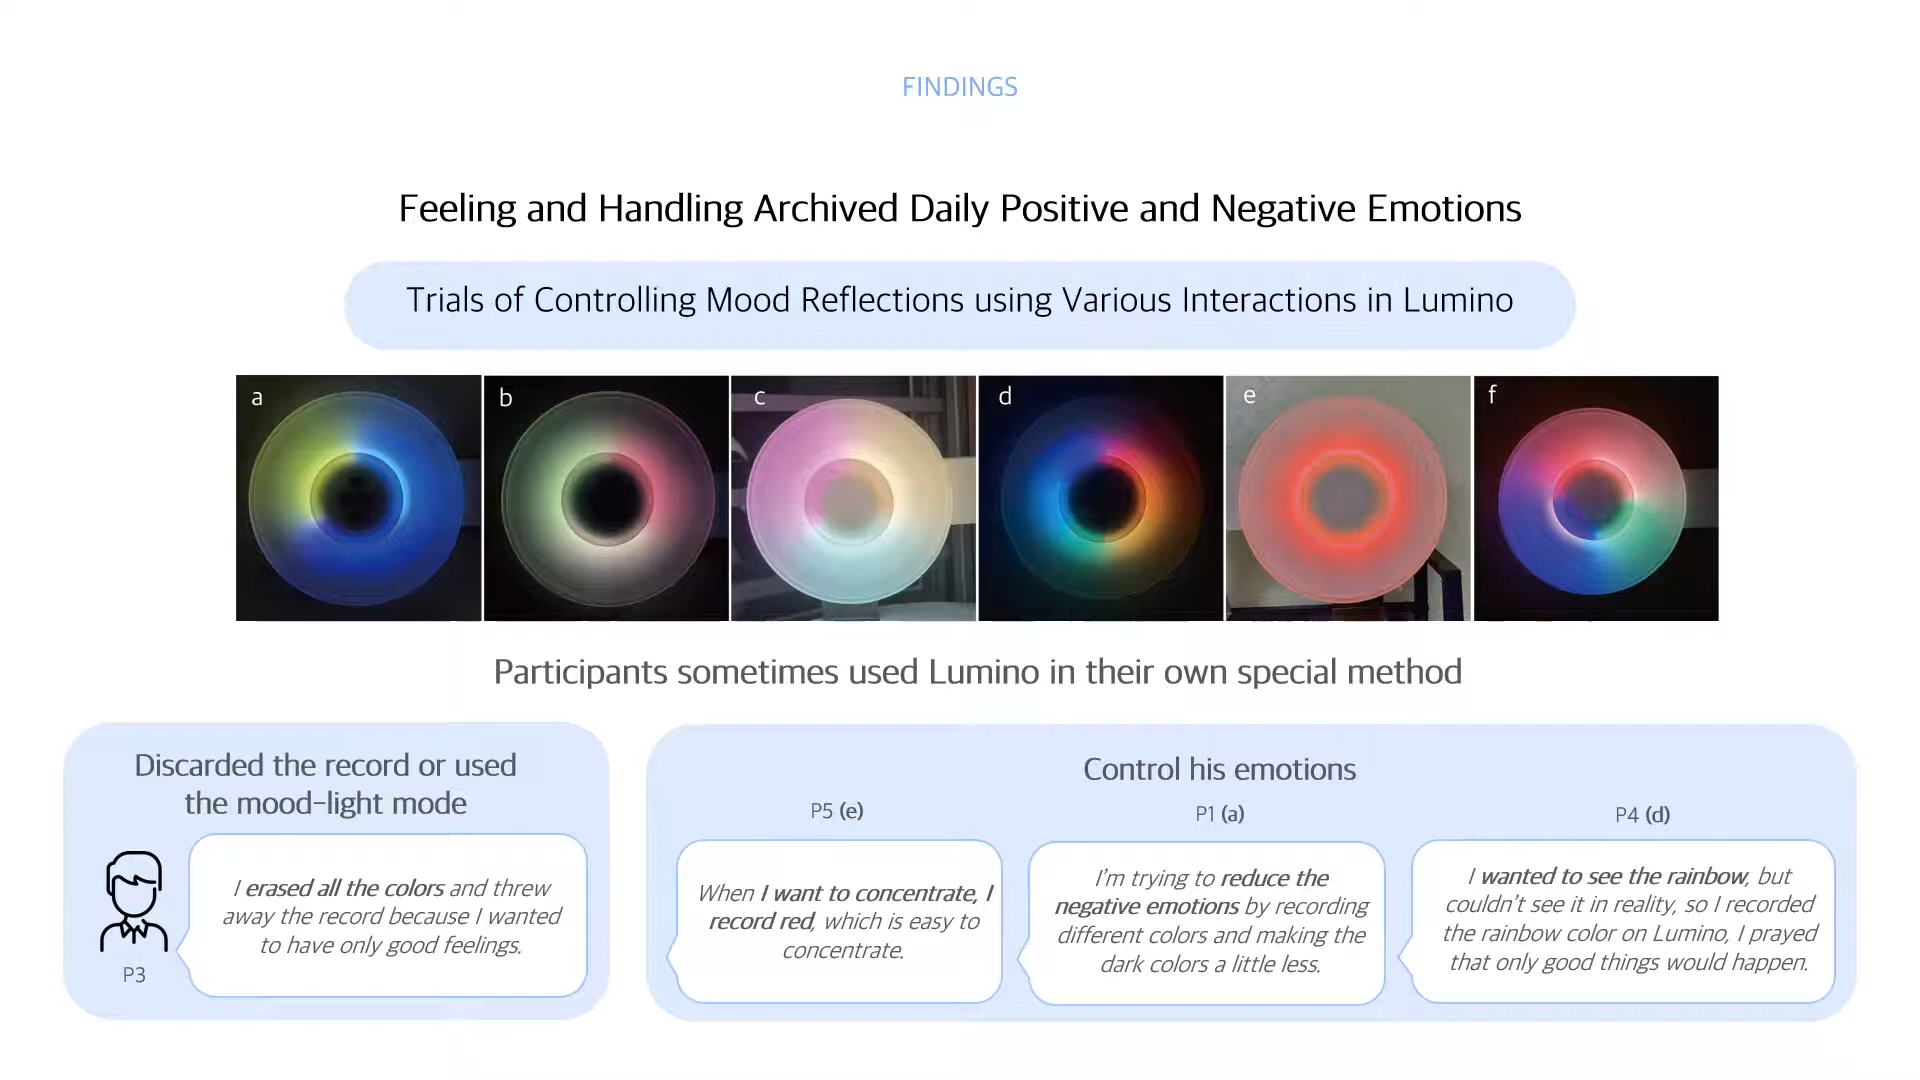 FINDINGS
Feeling and Handling Archived Daily Positive and Negative Emotions
Trials of Controlling Mood Reflections using Various Interactions in Lumino
a
b
c
d
e
f
Participants sometimes used Lumino in their own special method
Discarded the record or used
the mood-light mode
I erased all the colors and threw
away the record because I wanted
to have only good feelings.
P3
Control his emotions
P5 (e)
When I want to concentrate, I
record red, which is easy to
concentrate.
P1 (a)
I'm trying to reduce the
negative emotions by recording
different colors and making the
dark colors a little less.
P4 (d)
I wanted to see the rainbow, but
couldn't see it in reality, so I recorded
the rainbow color on Lumino, I prayed
that only good things would happen.